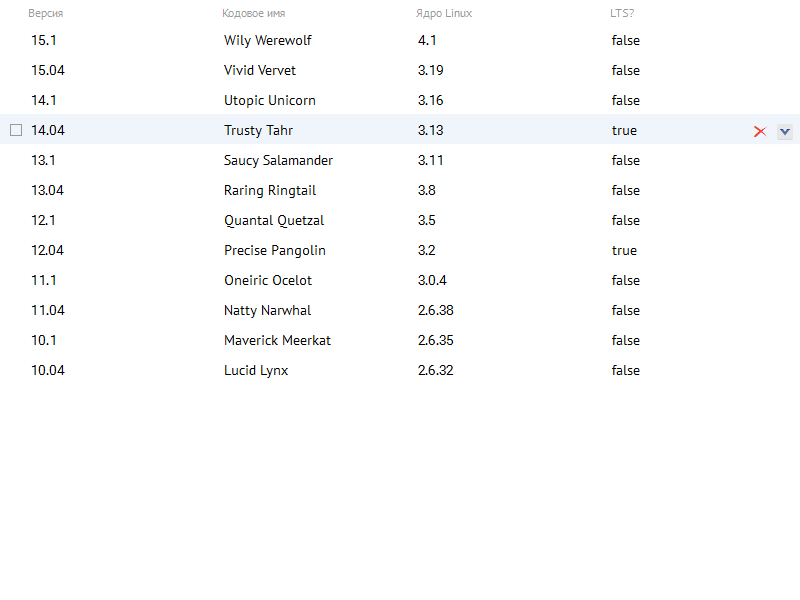 Версия Кодовое имя Ядро Linux LTS?
15.1 Wily Werewolf 4.1 false
15.04 Vivid Vervet 3.19 false
14.1 Utopic Unicorn 3.16 false
14.04 Trusty Tahr 3.13 true
13.1 Saucy Salamander 3.11 false
13.04 Raring Ringtail 3.8 false
12.1 Quantal Quetzal 3.5 false
12.04 Precise Pangolin 3.2 true
11.1 Oneiric Ocelot 3.0.4 false
11.04 Natty Narwhal 2.6.38 false
10.1 Maverick Meerkat 2.6.35 false
10.04 Lucid Lynx 2.6.32 false